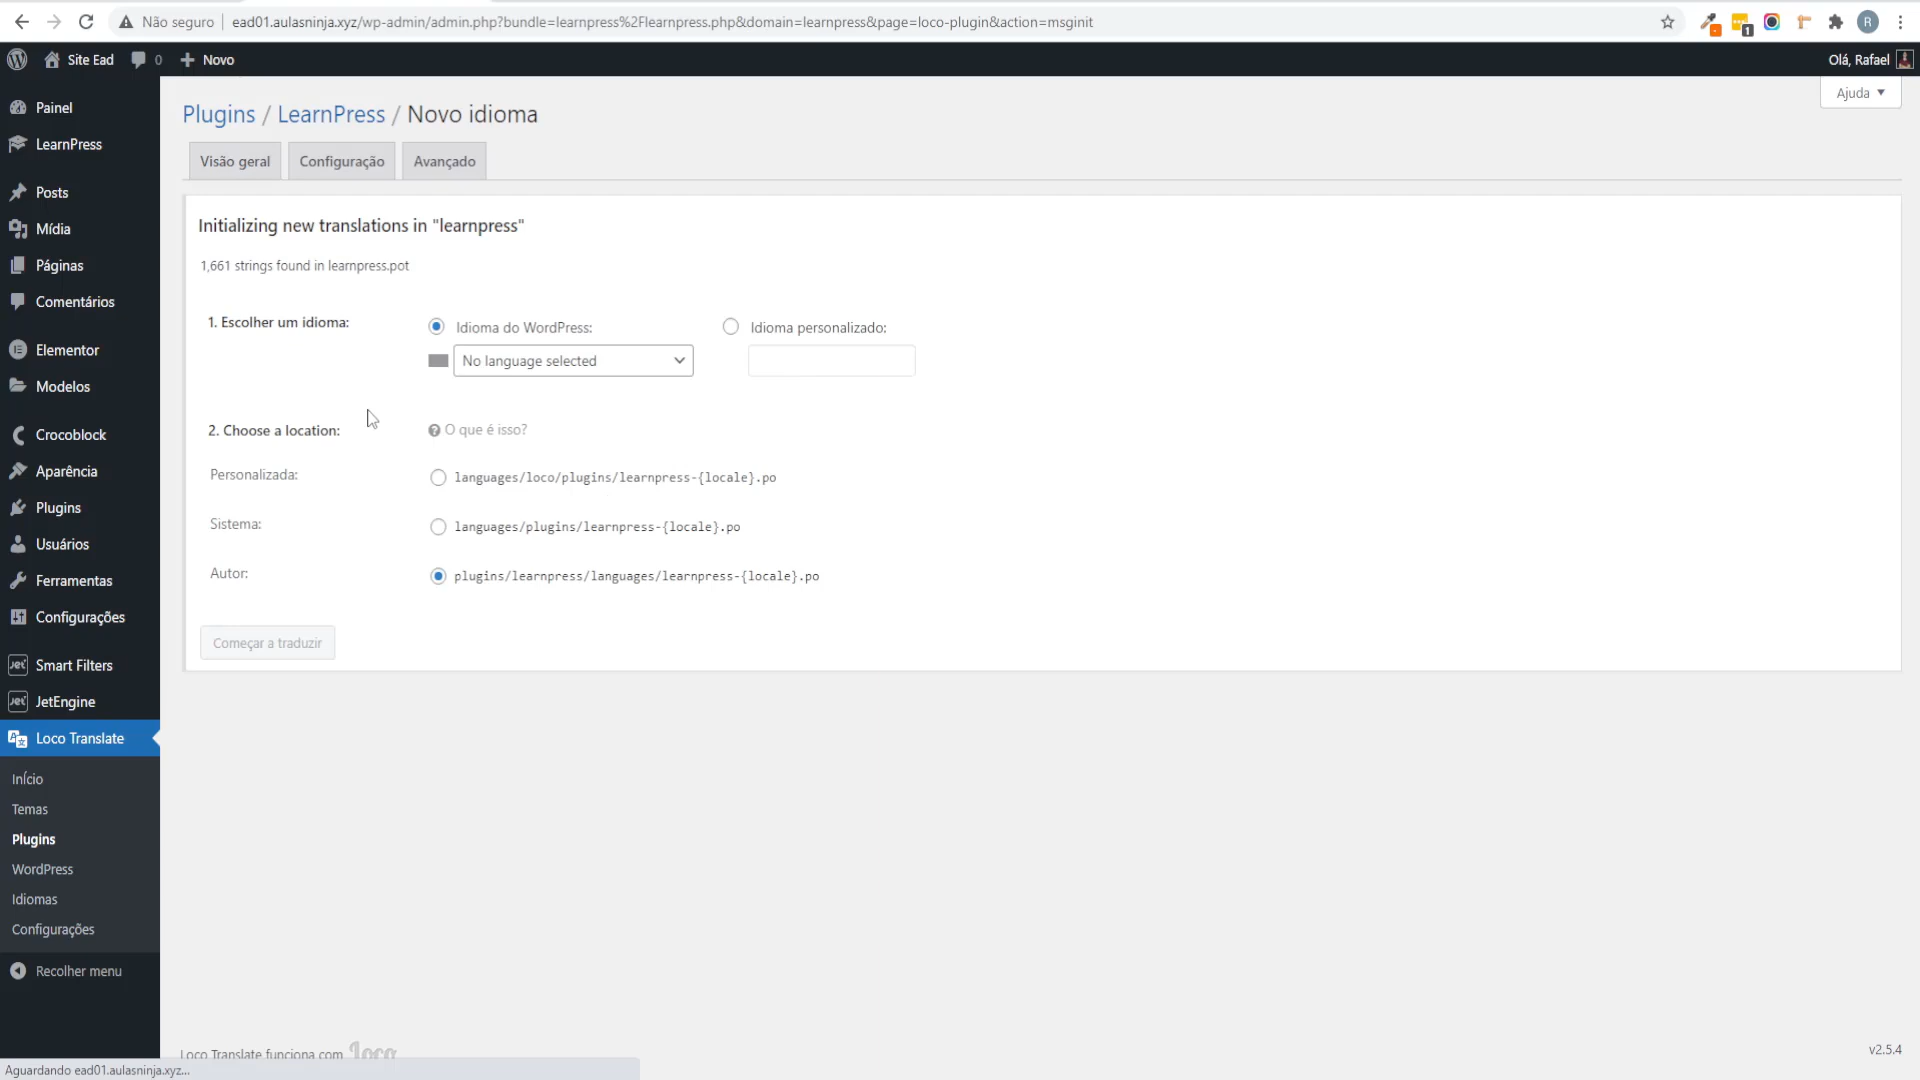 Não seguro
ead01.aulasninja.xyz/wp-admin/admin.php?bundle=learnpress%2Flearnpress.php&domain=learnpress&page=loco-plugin&action=msginit
1
R
Site Ead
0
Novo
Olá, Rafael
Ajuda
Painel
LearnPress
Posts
Mídia
Páginas
Comentários
Elementor
Modelos
Crocoblock
Aparência
Plugins
Usuários
Ferramentas
Configurações
Jet Smart Filters
Jet JetEngine
Loco Translate
Início
Temas
Plugins
WordPress
Idiomas
Configurações
Recolher menu
Plugins / LearnPress / Novo idioma
Visão geral
Configuração
Avançado
Initializing new translations in "learnpress"
1,661 strings found in learnpress.pot
1. Escolher um idioma:
Idioma do WordPress:
Idioma personalizado:
No language selected
2. Choose a location:
O que é isso?
Personalizada:
languages/loco/plugins/learnpress-{locale}.po
Sistema:
languages/plugins/learnpress-{locale}.po
Autor:
plugins/learnpress/languages/learnpress-{locale}.po
Começar a traduzir
Loco Translate funciona com Loco
v2.5.4
Aguardando ead01.aulasninja.xyz...